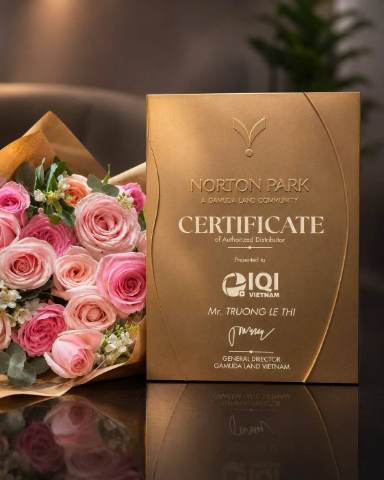 NORTON PARK
A GAMUDA LAND COMMUNITY
CERTIFICATE
of Authorized Distributor
Presented to
IQI
VIETNAM
Mr. TRUONG LE THI
GENERAL DIRECTOR
GAMUDA LAND VIETNAM